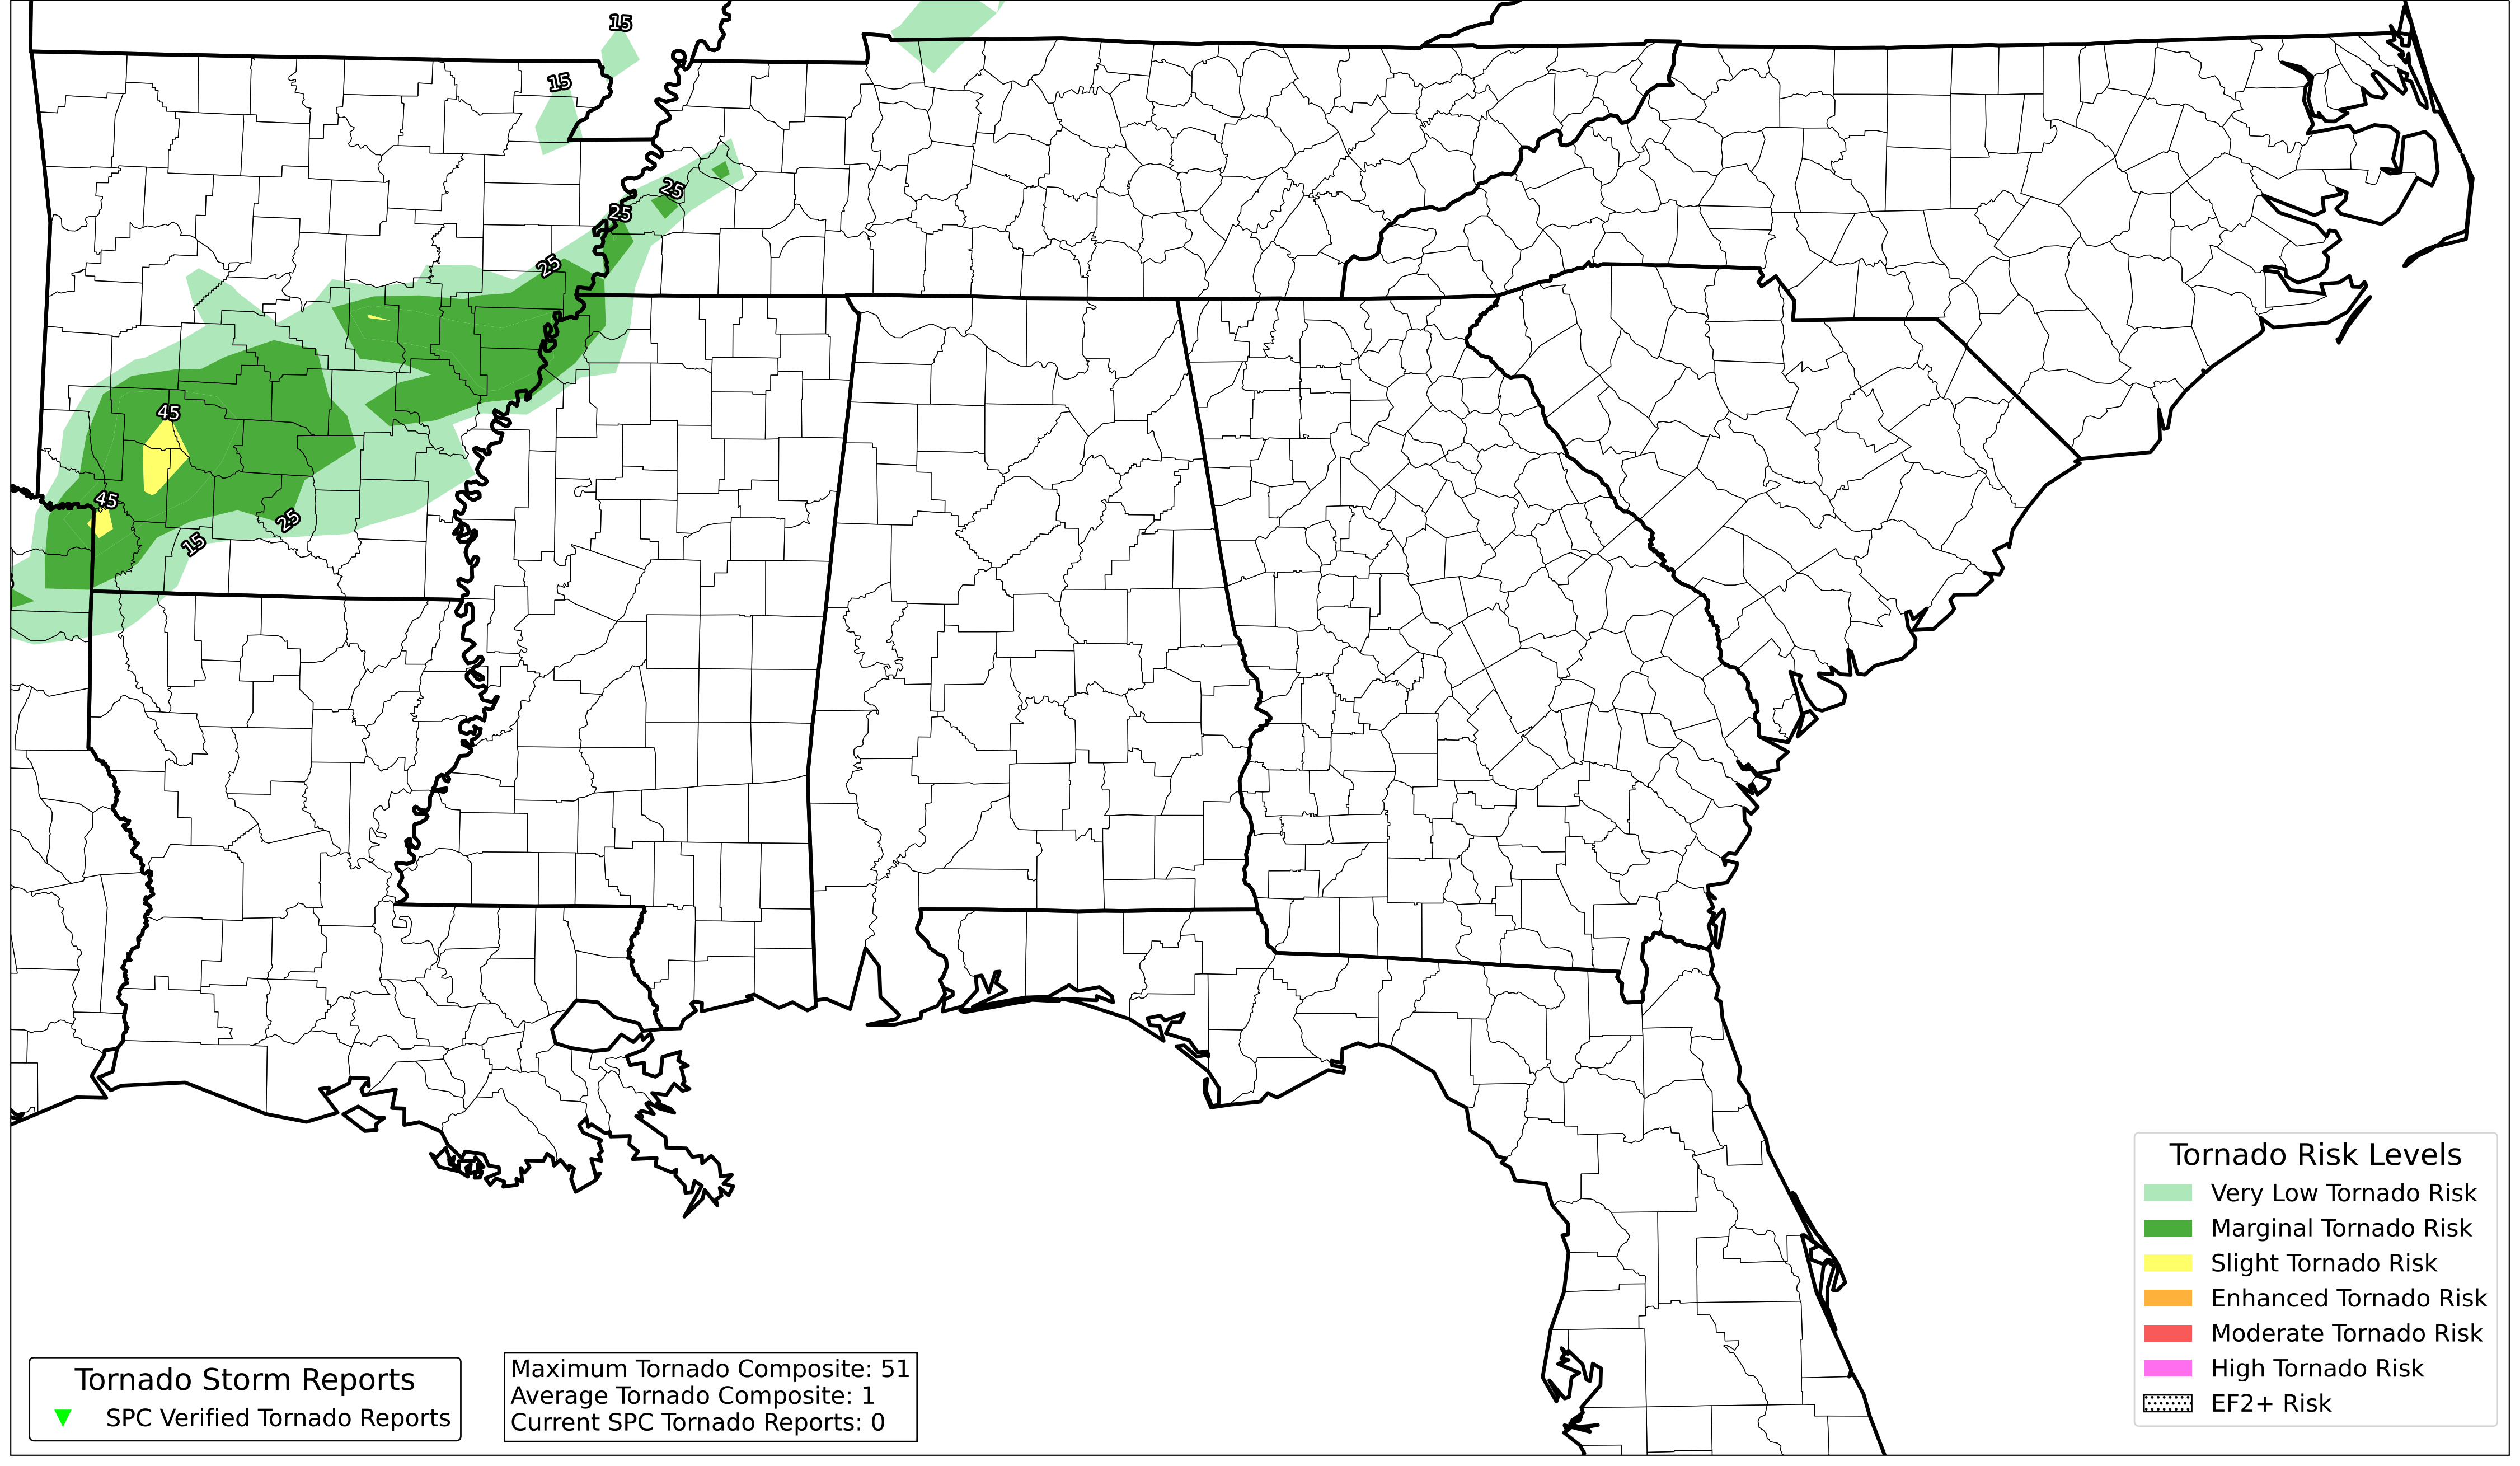 15
15
25
25
25
45
45
25
15
Tornado Risk Levels
Very Low Tornado Risk
Marginal Tornado Risk
Slight Tornado Risk
Enhanced Tornado Risk
Moderate Tornado Risk
High Tornado Risk
EF2+ Risk
Tornado Storm Reports
SPC Verified Tornado Reports
Maximum Tornado Composite: 51
Average Tornado Composite: 1
Current SPC Tornado Reports: 0